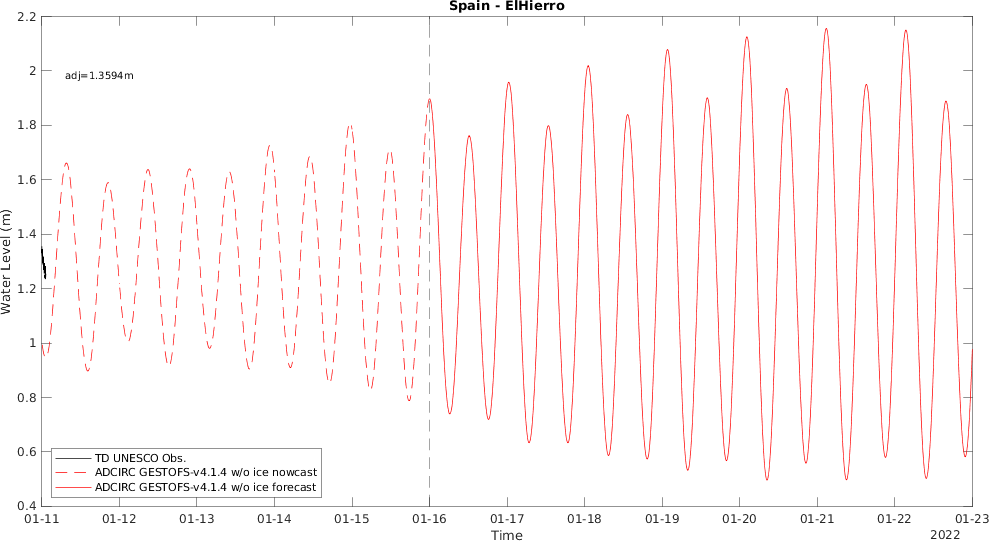 Spain - ElHierro
2.2
2
1.8
1.6
1.4
1.2
1
0.8
0.6
0.4
Water Level (m)
adj=1.3594m
TD UNESCO Obs.
ADCIRC GESTOFS-v4.1.4 w/o ice nowcast
ADCIRC GESTOFS-v4.1.4 w/o ice forecast
01-11 01-12 01-13 01-14 01-15 01-16 01-17 01-18 01-19 01-20 01-21 01-22 01-23
Time
2022